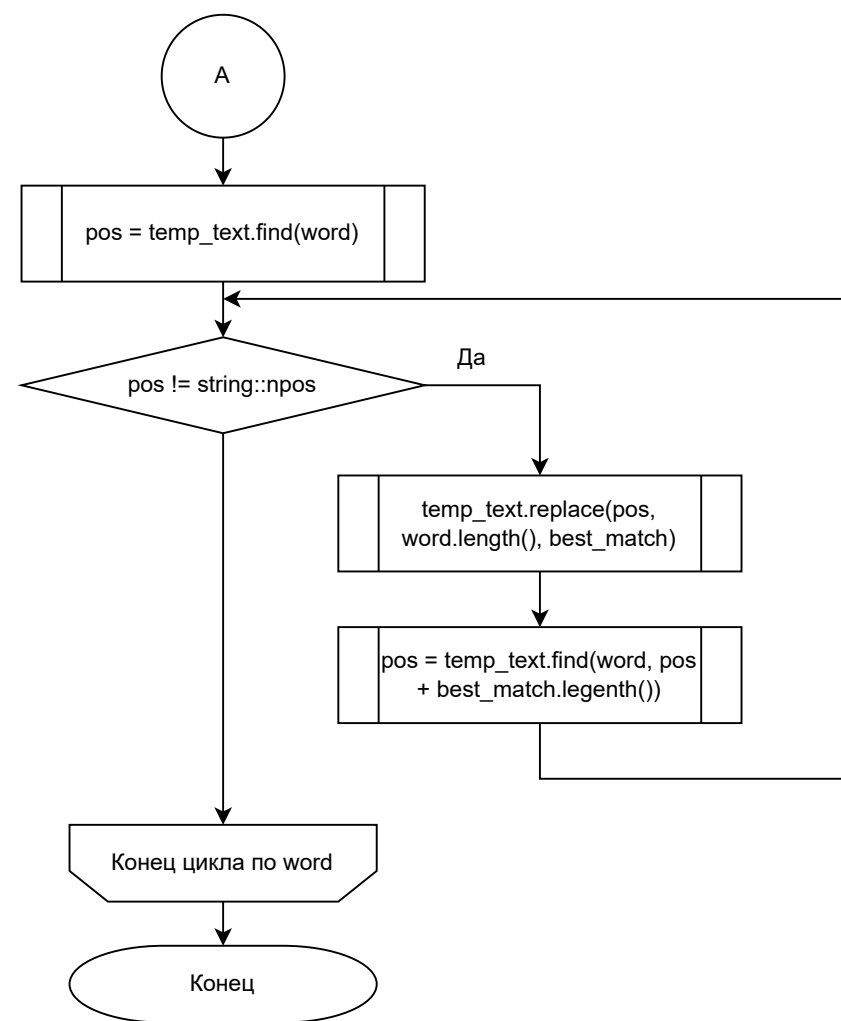 A
pos = temp_text.find(word)
pos != string::npos
Да
temp_text.replace(pos,
word.length(), best_match)
pos = temp_text.find(word, pos
+ best_match.legenth())
Конец цикла по word
Конец